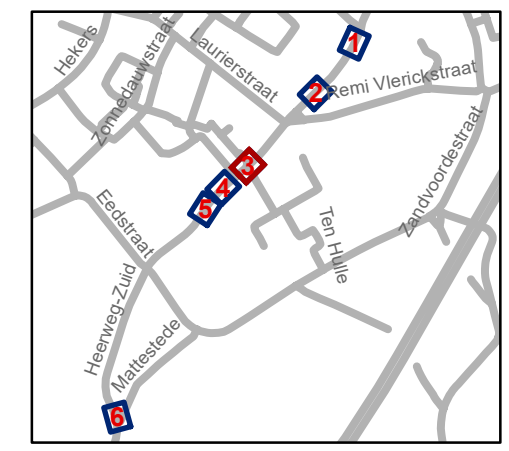 Hekers
Zonnedauwstraat
Laurierstraat
1
2
Remi Vlerickstraat
3
4
5
Zandvoordestraat
Eedstraat
Ten Hulle
Heerweg-Zuid
Mattestede
6